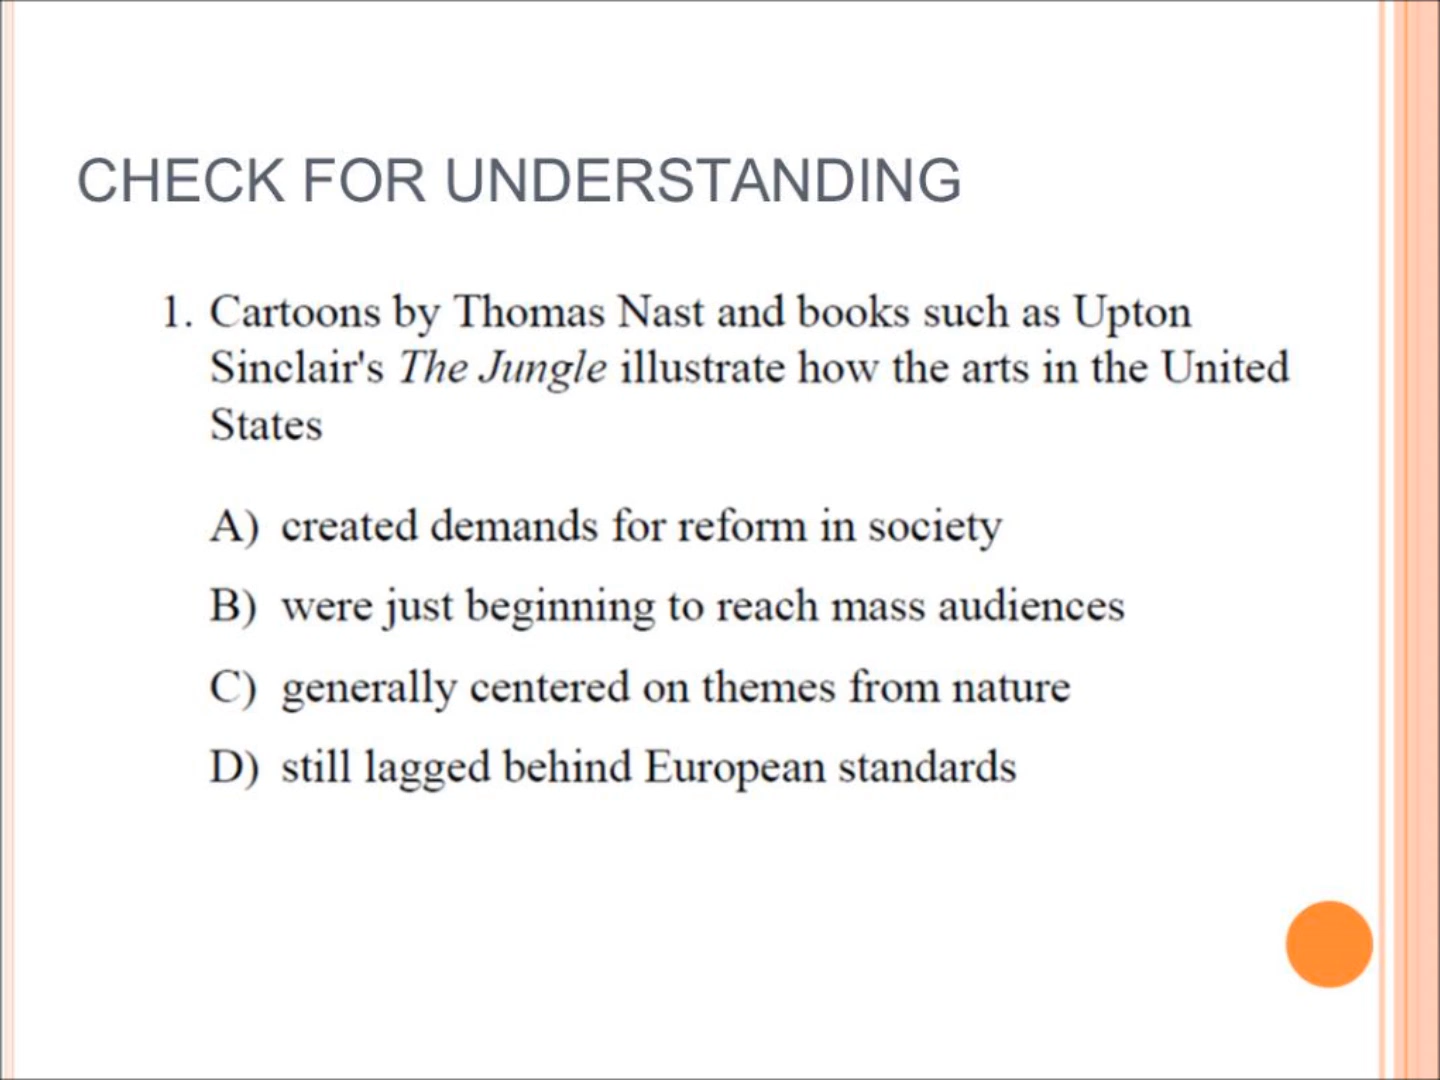 CHECK FOR UNDERSTANDING
1. Cartoons by Thomas Nast and books such as Upton
Sinclair's The Jungle illustrate how the arts in the United
States
A) created demands for reform in society
B) were just beginning to reach mass audiences
C) generally centered on themes from nature
D) still lagged behind European standards